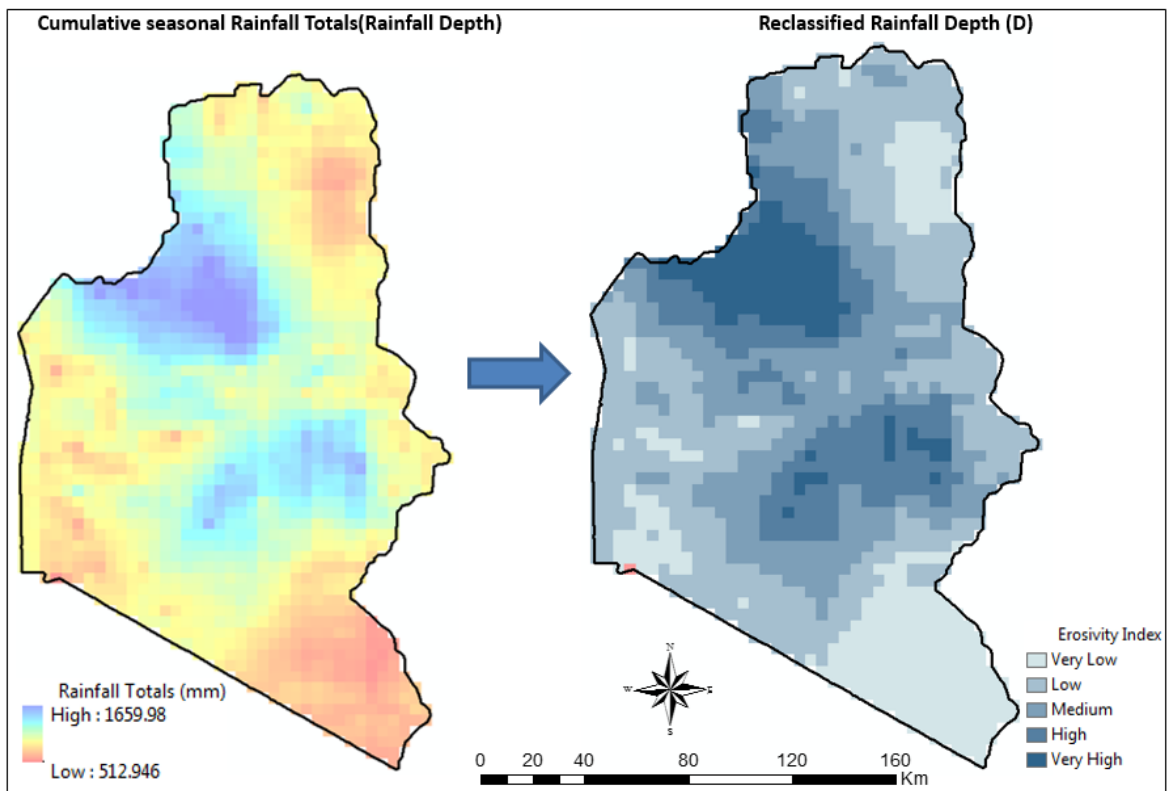 Cumulative seasonal Rainfall Totals(Rainfall Depth)
Reclassified Rainfall Depth (D)
Rainfall Totals (mm)
High : 1659.98
Low : 512.946
N
W
E
S
0 20 40 80 120 160
Km
Erosivity Index
Very Low
Low
Medium
High
Very High